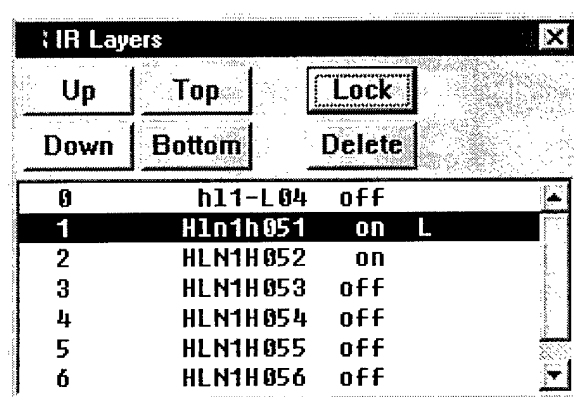 IR Layers
Up Top Lock
Down Bottom Delete
0 hl1-L04 off
1 Hln1h051 on L
2 HLN1H052 on
3 HLN1H053 off
4 HLN1H054 off
5 HLN1H055 off
6 HLN1H056 off